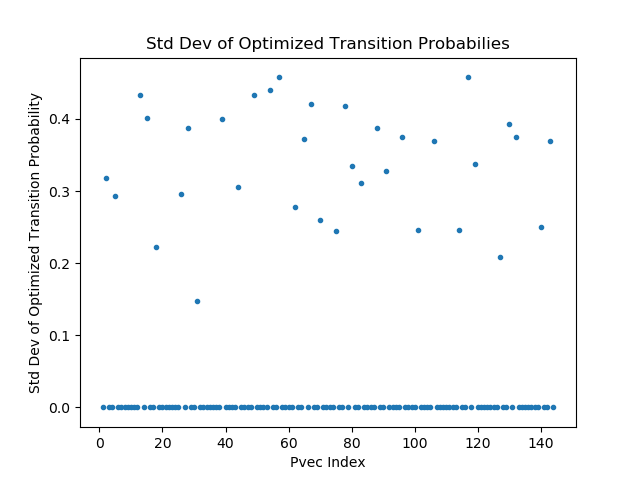 Std Dev of Optimized Transition Probabilies
Std Dev of Optimized Transition Probability
0.4
0.3
0.2
0.1
0.0
0 20 40 60 80 100 120 140
Pvec Index